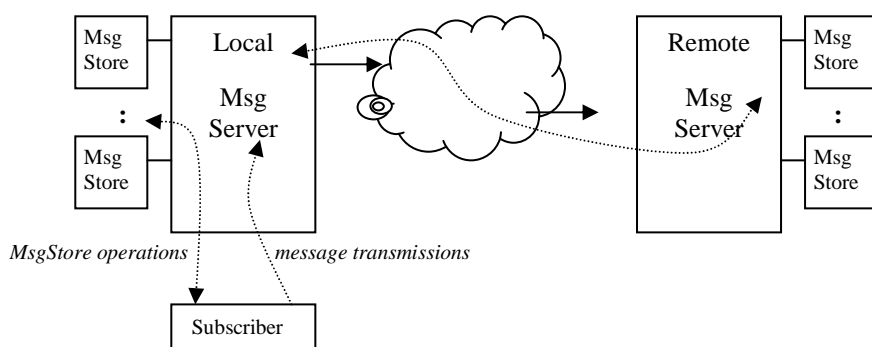 Msg
Store
:
Msg
Store
Local
Msg
Server
Remote
Msg
Server
Msg
Store
:
Msg
Store
MsgStore operations
message transmissions
Subscriber